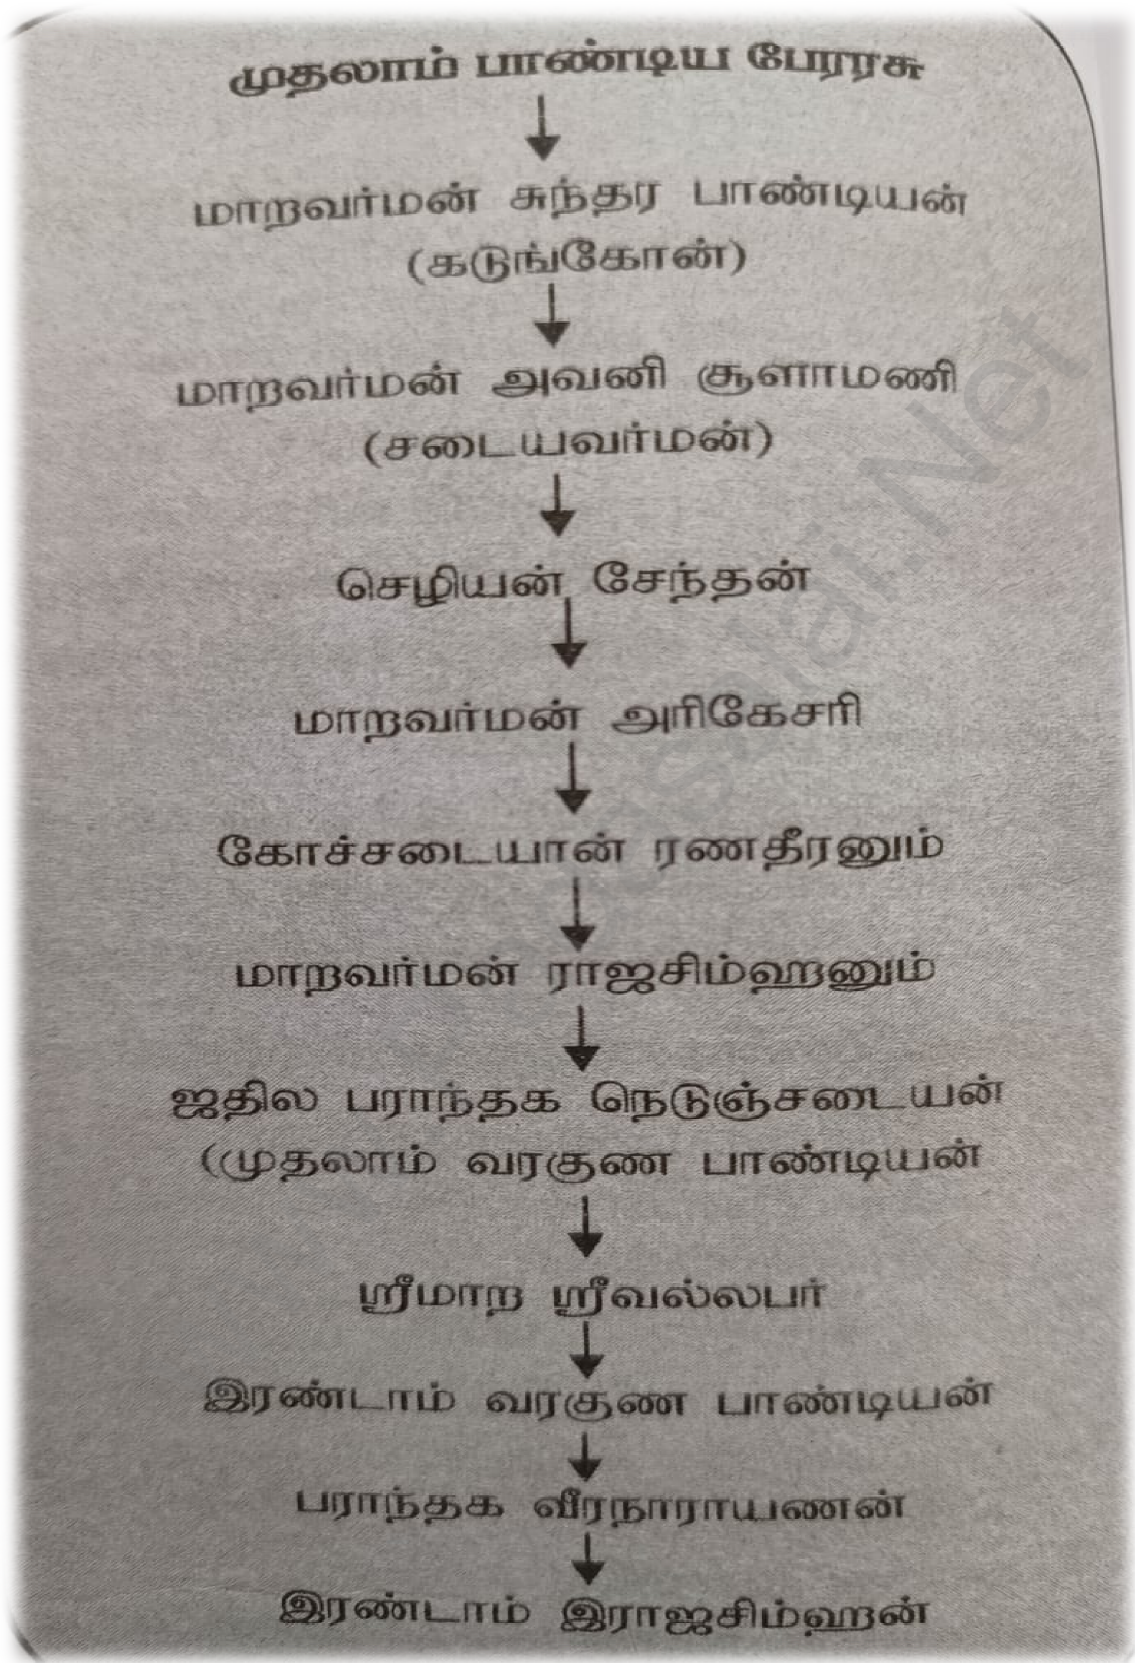 முதலாம் பாண்டிய பேரரசு
மாறவர்மன் சுந்தர பாண்டியன்
(கடுங்கோன்)
மாறவர்மன் அவனி சூளாமணி
(சடையவர்மன்)
செழியன் சேந்தன்
மாறவர்மன் அரிகேசரி
கோச்சடையான் ரணதீரனும்
மாறவர்மன் ராஜசிம்ஹனும்
ஜதில பராந்தக நெடுஞ்சடையன்
(முதலாம் வரகுண பாண்டியன்
ஸ்ரீமாற ஸ்ரீவல்லபர்
இரண்டாம் வரகுண பாண்டியன்
பராந்தக வீரநாராயணன்
இரண்டாம் இராஜசிம்ஹன்